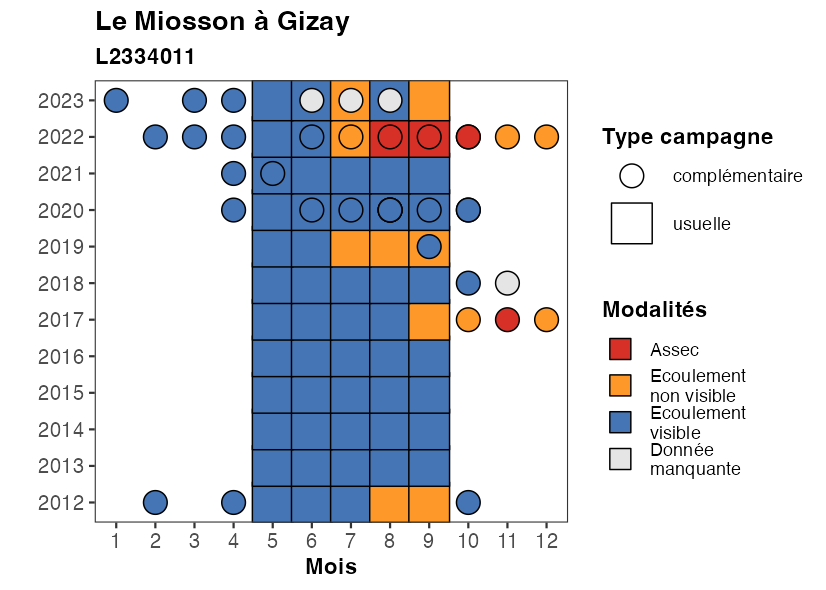 Le Miosson à Gizay
L2334011
2023
2022
2021
2020
2019
2018
2017
2016
2015
2014
2013
2012
1 2 3 4 5 6 7 8 9 10 11 12
Mois
Type campagne
complémentaire
usuelle
Modalités
Assec
Ecoulement
non visible
Ecoulement
visible
Donnée
manquante